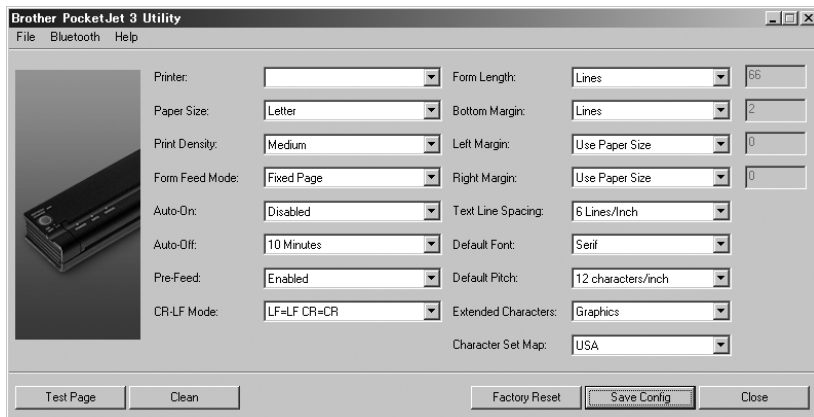 Brother PocketJet 3 Utility
File Bluetooth Help
Printer:
Paper Size: Letter
Print Density: Medium
Form Feed Mode: Fixed Page
Auto-On: Disabled
Auto-Off: 10 Minutes
Pre-Feed: Enabled
CR-LF Mode: LF=LF CR=CR
Form Length: Lines 66
Bottom Margin: Lines 2
Left Margin: Use Paper Size 0
Right Margin: Use Paper Size 0
Text Line Spacing: 6 Lines/Inch
Default Font: Serif
Default Pitch: 12 characters/inch
Extended Characters: Graphics
Character Set Map: USA
Test Page Clean Factory Reset Save Config Close